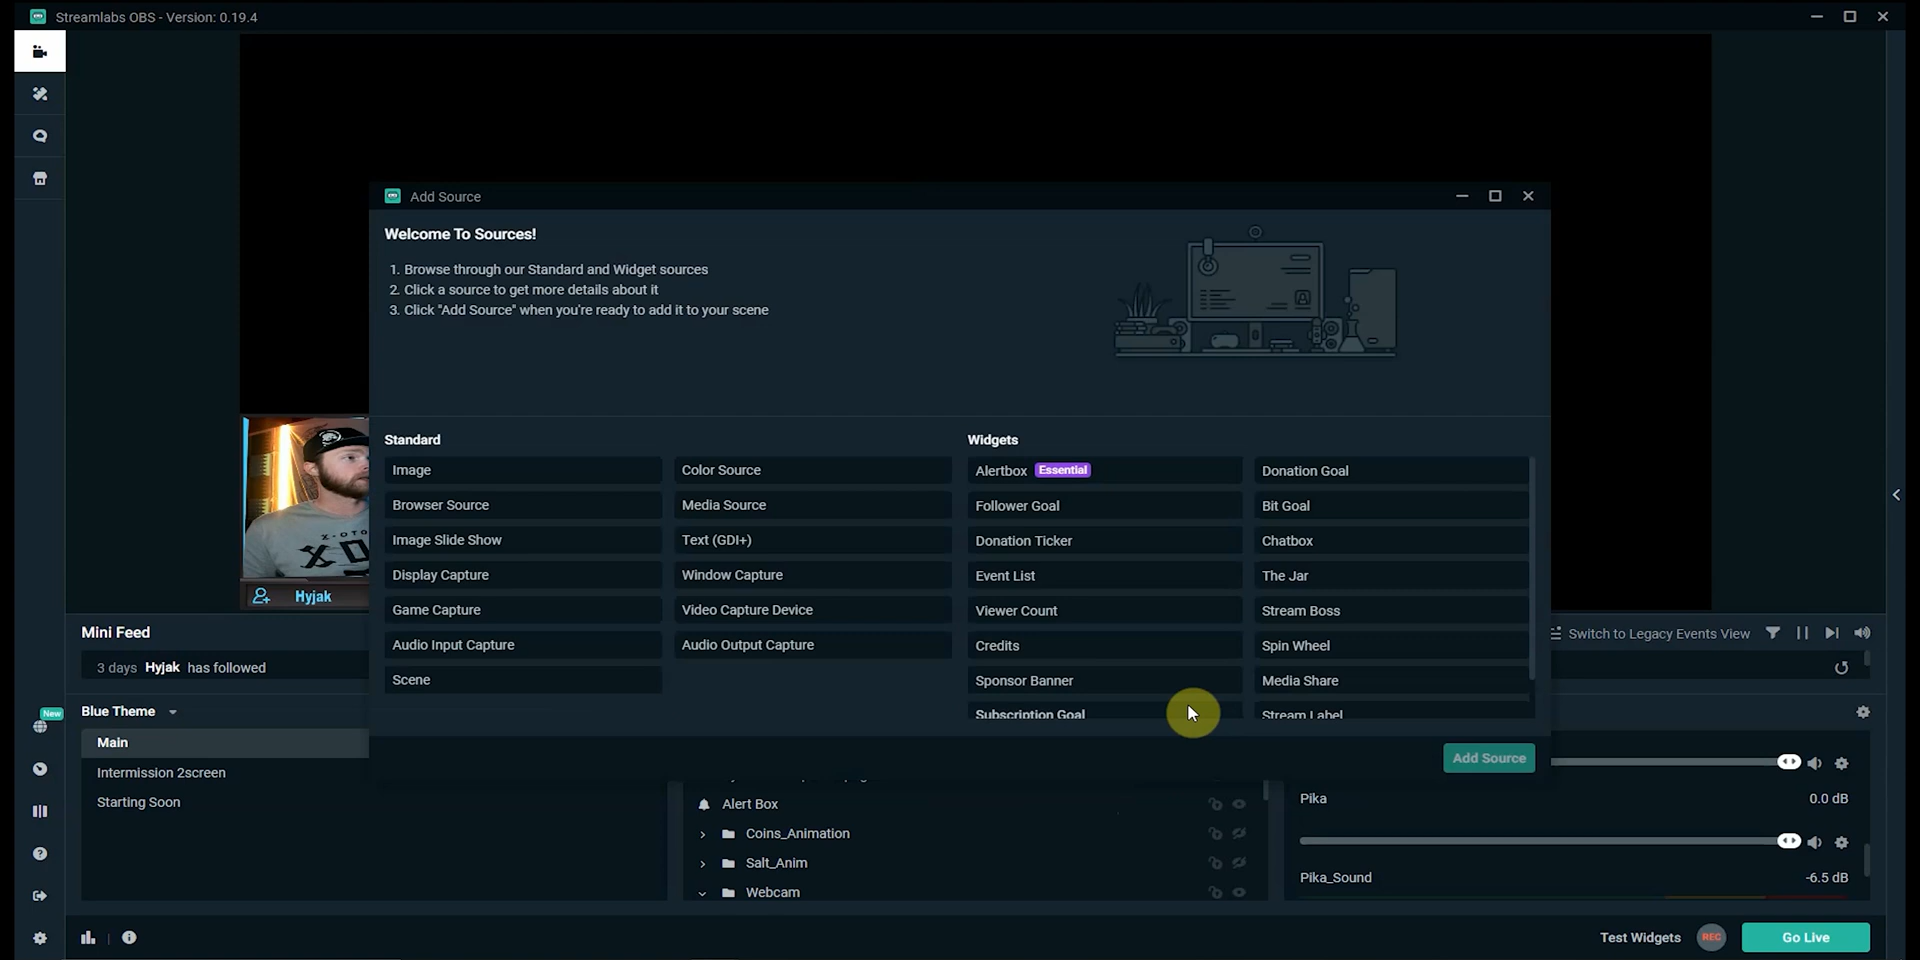 Streamlabs OBS - Version: 0.19.4
Add Source
Welcome To Sources!
1. Browse through our Standard and Widget sources
2. Click a source to get more details about it
3. Click "Add Source" when you're ready to add it to your scene
Standard
Image
Color Source
Browser Source
Media Source
Image Slide Show
Text (GDI+)
Display Capture
Window Capture
Game Capture
Video Capture Device
Audio Input Capture
Audio Output Capture
Scene
Widgets
Alertbox Essential
Donation Goal
Follower Goal
Bit Goal
Donation Ticker
Chatbox
Event List
The Jar
Viewer Count
Stream Boss
Credits
Spin Wheel
Sponsor Banner
Media Share
Subscription Goal
Stream Label
Add Source
Hyjak
Mini Feed
Switch to Legacy Events View
3 days Hyjak has followed
New
Blue Theme
Main
Intermission 2screen
Starting Soon
Alert Box
Coins_Animation
Salt_Anim
Webcam
Pika
0.0 dB
Pika_Sound
-6.5 dB
Test Widgets
REC
Go Live